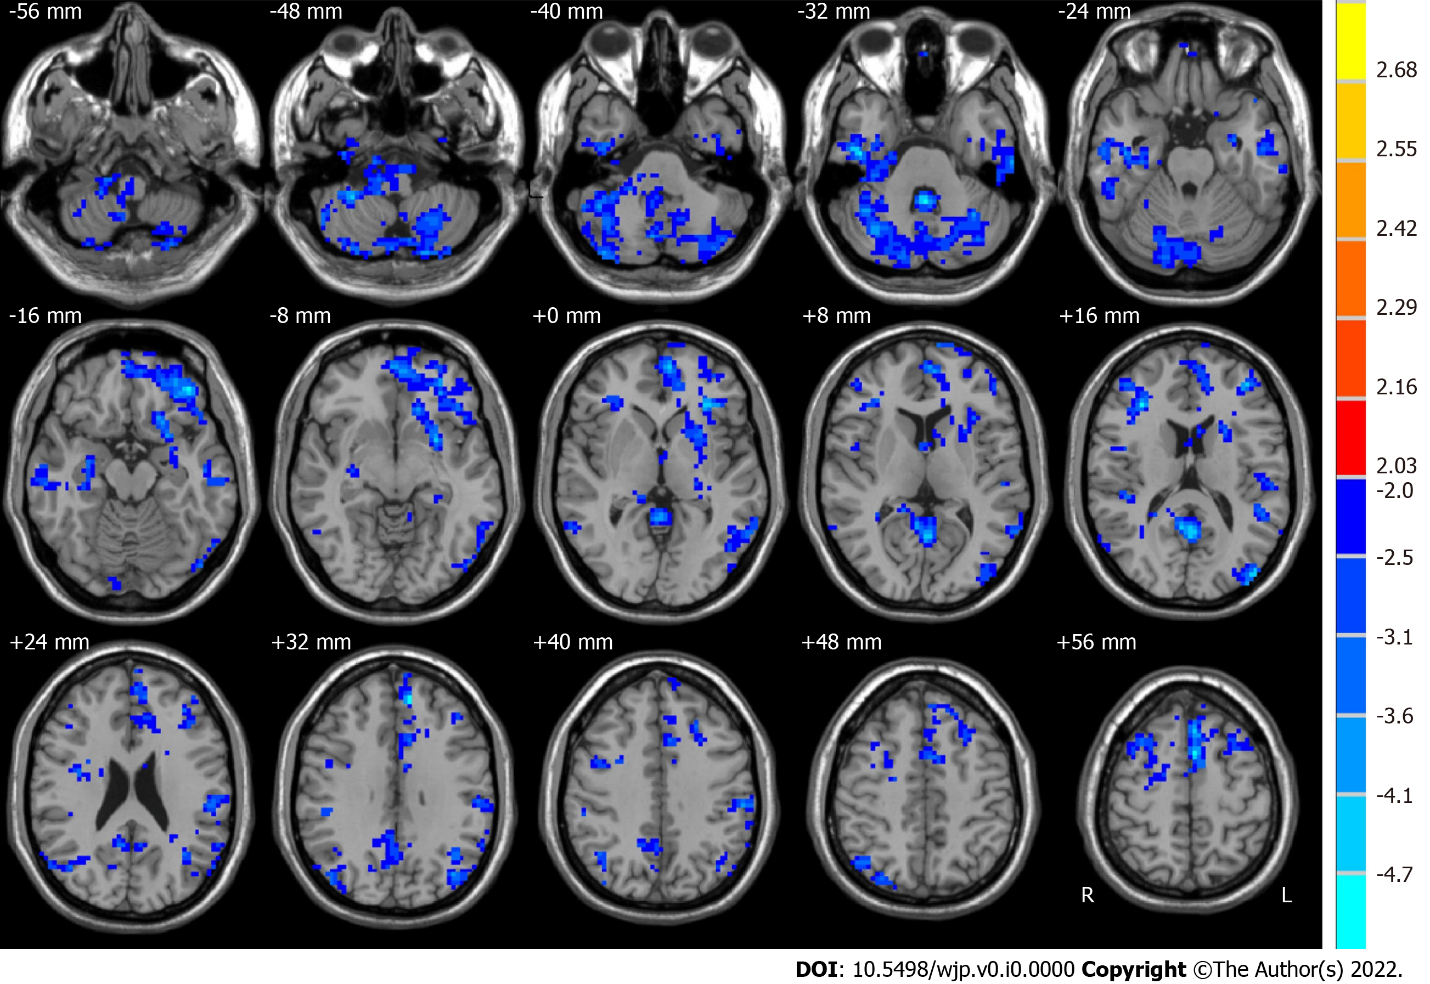 -56 mm
-48 mm
-40 mm
-32 mm
-24 mm
2.68
2.55
2.42
2.29
-16 mm
-8 mm
+0 mm
+8 mm
+16 mm
2.16
2.03
-2.0
-2.5
-3.1
+24 mm
+32 mm
+40 mm
+48 mm
+56 mm
-3.6
-4.1
-4.7
R
L
DOI: 10.5498/wjp.v0.i0.0000 Copyright ©The Author(s) 2022.